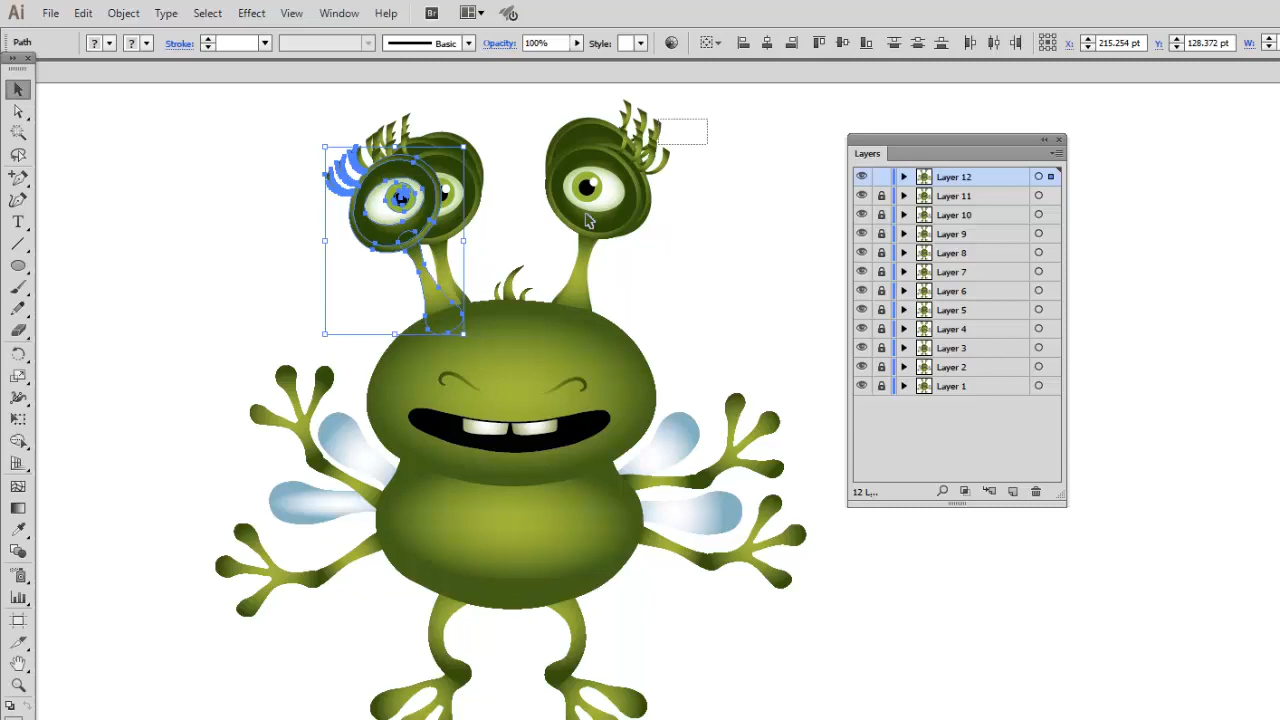 Ai File Edit Object Type Select Effect View Window Help Br
Path ? ? Stroke: Basic Opacity: 100% Style: X: 215.254 pt Y: 128.372 pt W:
Layers
Layer 12
Layer 11
Layer 10
Layer 9
Layer 8
Layer 7
Layer 6
Layer 5
Layer 4
Layer 3
Layer 2
Layer 1
12 L...